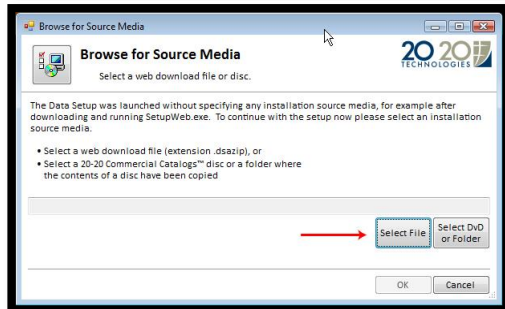 Browse for Source Media
Browse for Source Media
Select a web download file or disc.
20 20
TECHNOLOGIES
The Data Setup was launched without specifying any installation source media, for example after
downloading and running SetupWeb.exe. To continue with the setup now please select an installation
source media.
• Select a web download file (extension .dsazip), or
• Select a 20-20 Commercial Catalogs™ disc or a folder where
the contents of a disc have been copied
Select File
Select DvD
or Folder
OK
Cancel